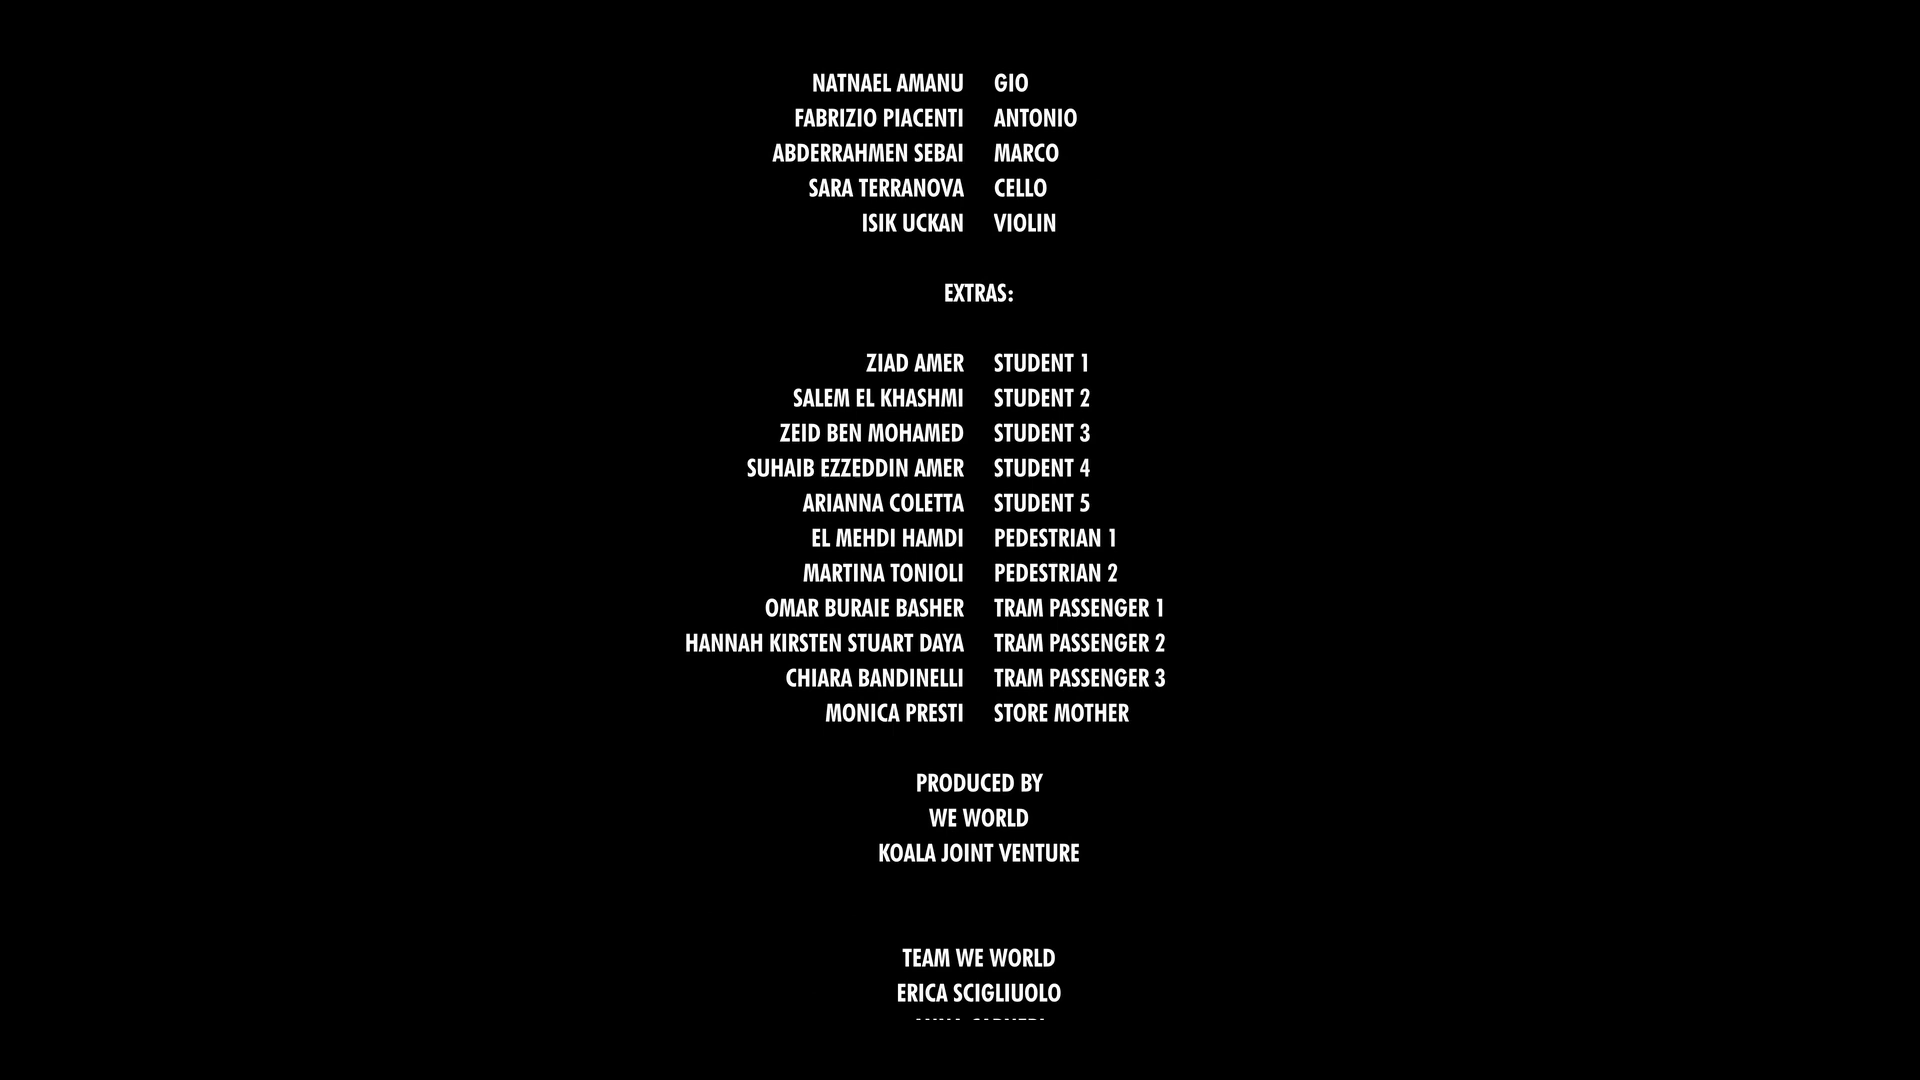 NATNAEL AMANU GIO
FABRIZIO PIACENTI ANTONIO
ABDERRAHMEN SEBAI MARCO
SARA TERRANOVA CELLO
ISIK UCKAN VIOLIN
EXTRAS:
ZIAD AMER STUDENT 1
SALEM EL KHASHMI STUDENT 2
ZEID BEN MOHAMED STUDENT 3
SUHAIB EZZEDDIN AMER STUDENT 4
ARIANNA COLETTA STUDENT 5
EL MEHDI HAMDI PEDESTRIAN 1
MARTINA TONIOLI PEDESTRIAN 2
OMAR BURAIE BASHER TRAM PASSENGER 1
HANNAH KIRSTEN STUART DAYA TRAM PASSENGER 2
CHIARA BANDINELLI TRAM PASSENGER 3
MONICA PRESTI STORE MOTHER
PRODUCED BY
WE WORLD
KOALA JOINT VENTURE
TEAM WE WORLD
ERICA SCIGLIUOLO